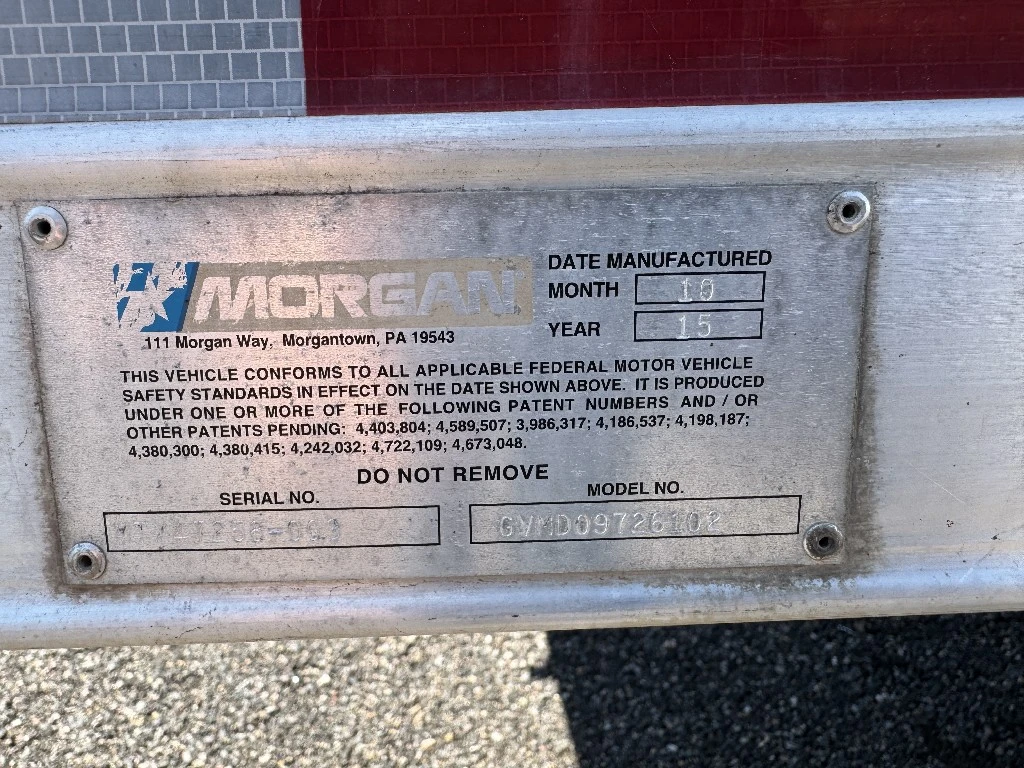 MORGAN
111 Morgan Way, Morgantown, PA 19543
DATE MANUFACTURED
MONTH 10
YEAR 15
THIS VEHICLE CONFORMS TO ALL APPLICABLE FEDERAL MOTOR VEHICLE
SAFETY STANDARDS IN EFFECT ON THE DATE SHOWN ABOVE. IT IS PRODUCED
UNDER ONE OR MORE OF THE FOLLOWING PATENT NUMBERS AND / OR
OTHER PATENTS PENDING: 4,403,804; 4,589,507; 3,986,317; 4,186,537; 4,198,187;
4,380,300; 4,380,415; 4,242,032; 4,722,109; 4,673,048.
DO NOT REMOVE
SERIAL NO.
MODEL NO.
GVMD09726102